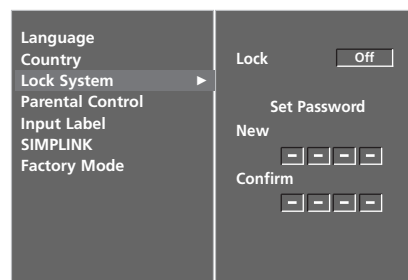 Language
Country
Lock System ►
Parental Control
Input Label
SIMPLINK
Factory Mode
Lock Off
Set Password
New
– – – –
Confirm
– – – –